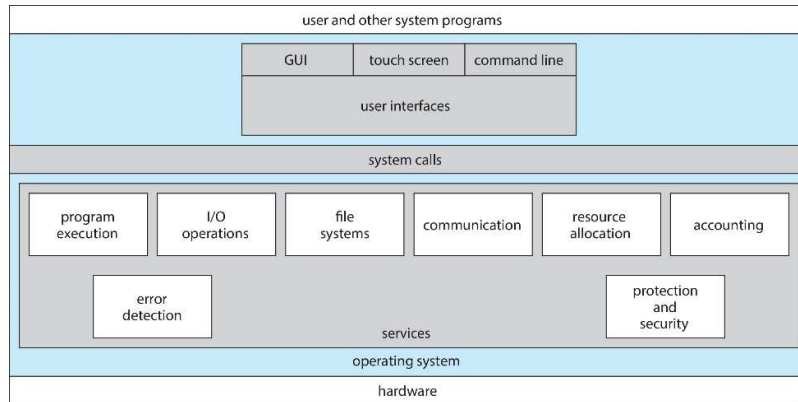 user and other system programs
GUI
touch screen
command line
user interfaces
system calls
program
execution
I/O
operations
file
systems
communication
resource
allocation
accounting
error
detection
protection
and
security
services
operating system
hardware